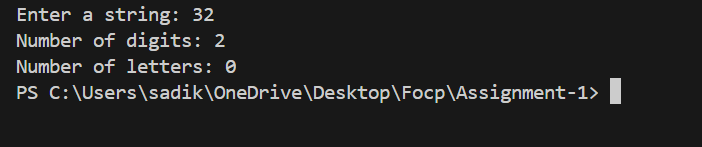 Enter a string: 32
Number of digits: 2
Number of letters: 0
PS C:\Users\sadik\OneDrive\Desktop\Focp\Assignment-1>